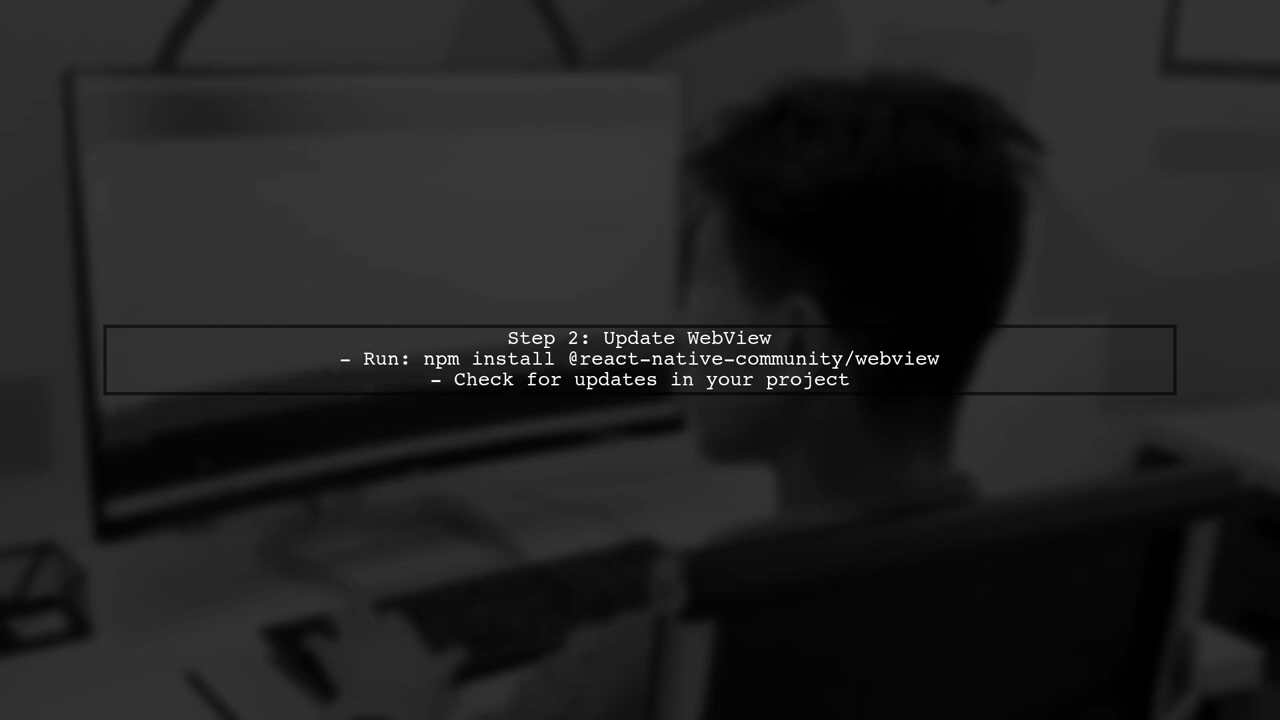 Step 2: Update WebView
- Run: npm install @react-native-community/webview
- Check for updates in your project